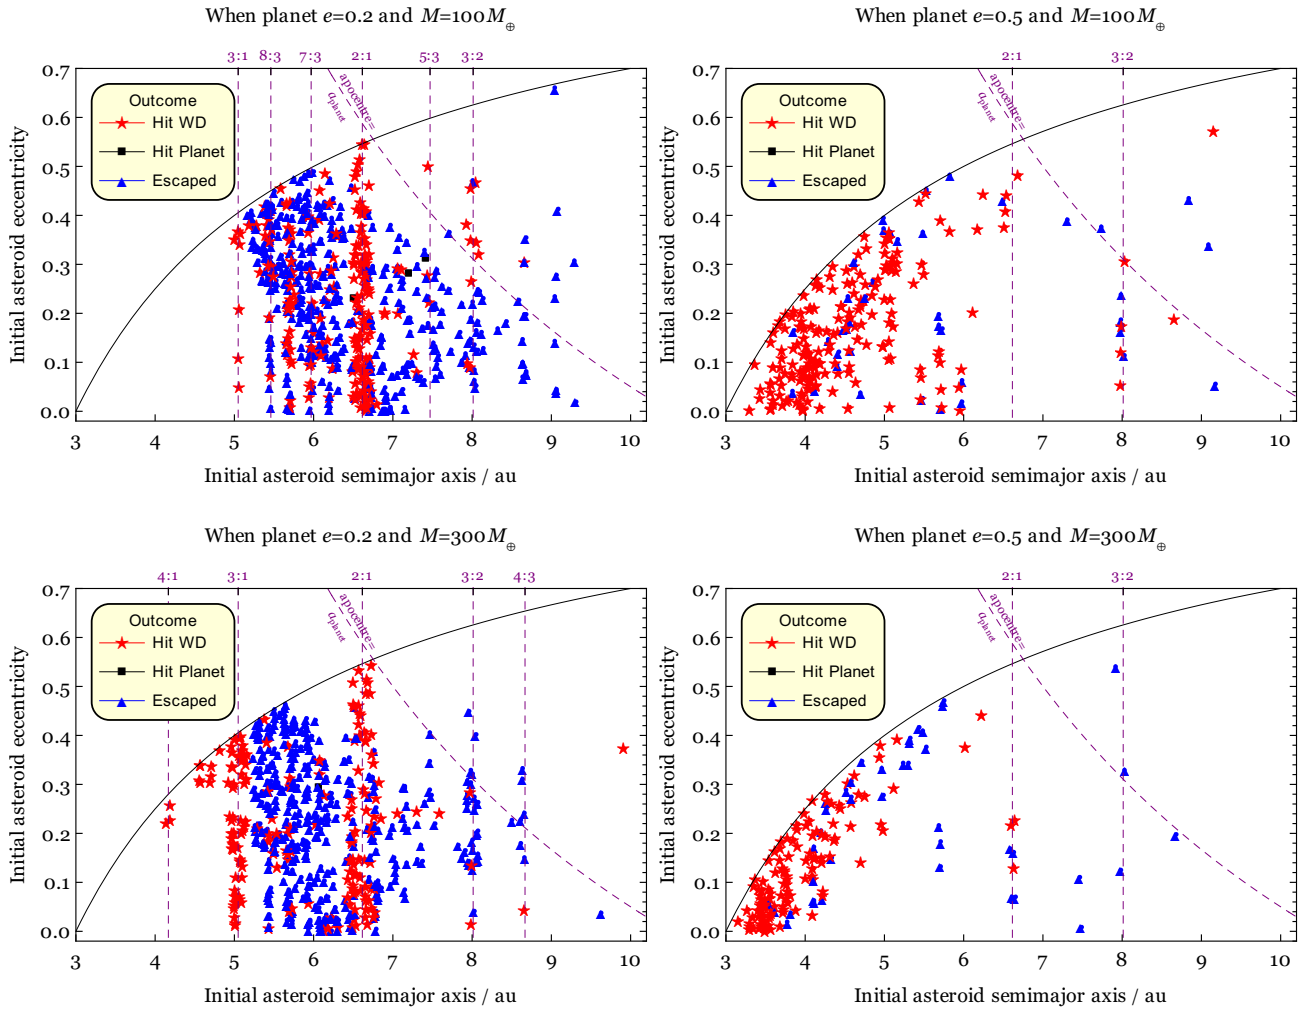 When planet e=0.2 and M=100M⊕
3:1 8:3 7:3 2:1 5:3 3:2
apocentre=
a_planet
Outcome
Hit WD
Hit Planet
Escaped
Initial asteroid eccentricity
0.7
0.6
0.5
0.4
0.3
0.2
0.1
0.0
3 4 5 6 7 8 9 10
Initial asteroid semimajor axis / au
When planet e=0.5 and M=100M⊕
2:1 3:2
apocentre=
a_planet
Outcome
Hit WD
Hit Planet
Escaped
Initial asteroid eccentricity
0.7
0.6
0.5
0.4
0.3
0.2
0.1
0.0
3 4 5 6 7 8 9 10
Initial asteroid semimajor axis / au
When planet e=0.2 and M=300M⊕
4:1 3:1 2:1 3:2 4:3
apocentre=
a_planet
Outcome
Hit WD
Hit Planet
Escaped
Initial asteroid eccentricity
0.7
0.6
0.5
0.4
0.3
0.2
0.1
0.0
3 4 5 6 7 8 9 10
Initial asteroid semimajor axis / au
When planet e=0.5 and M=300M⊕
2:1 3:2
apocentre=
a_planet
Outcome
Hit WD
Hit Planet
Escaped
Initial asteroid eccentricity
0.7
0.6
0.5
0.4
0.3
0.2
0.1
0.0
3 4 5 6 7 8 9 10
Initial asteroid semimajor axis / au